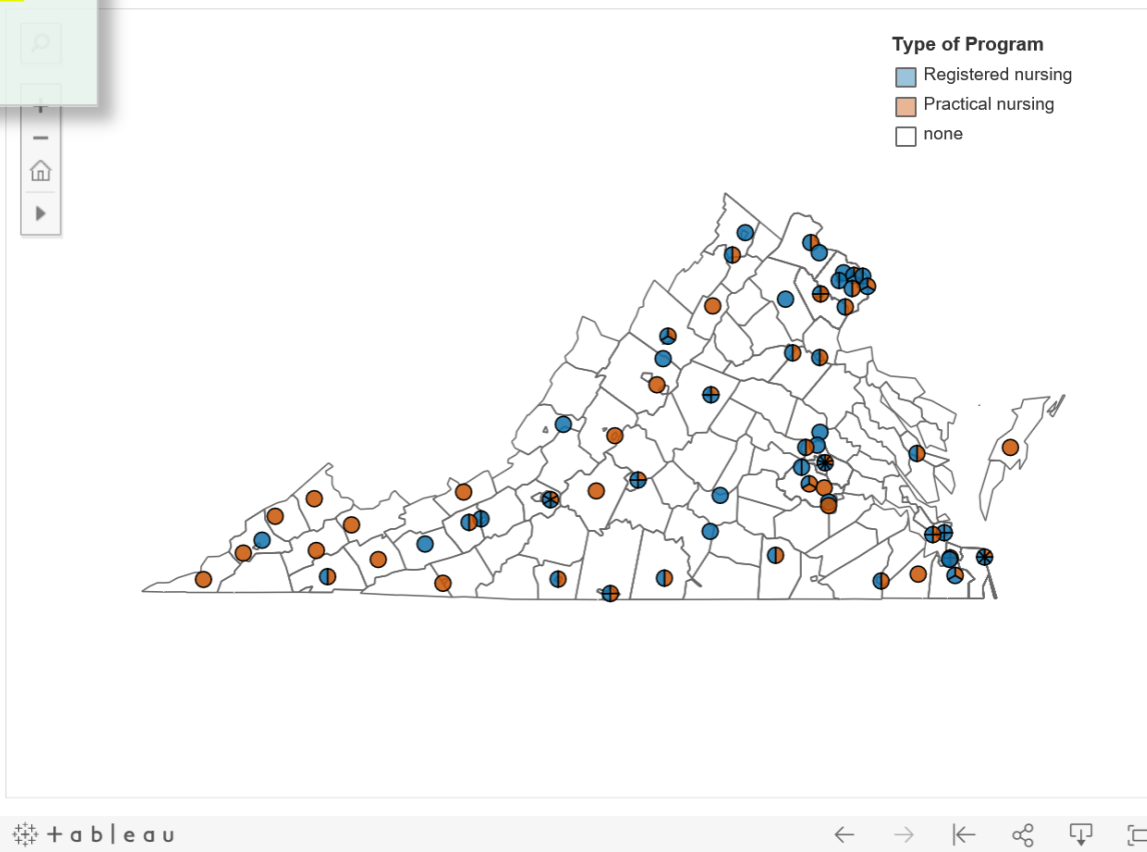 Type of Program
Registered nursing
Practical nursing
none
+ a b | e a u